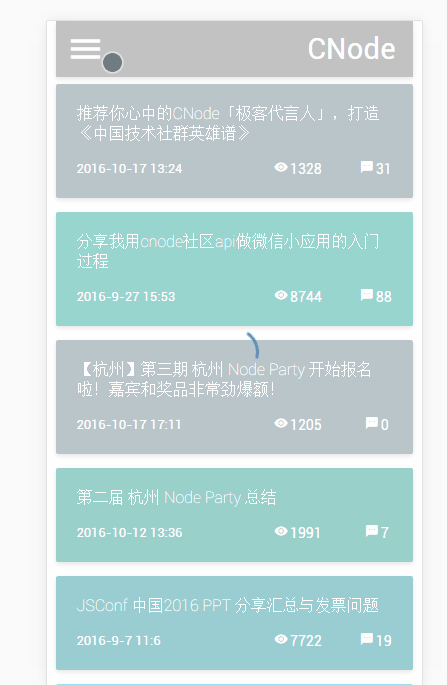 CNode
推荐你心中的CNode「极客代言人」，打造
《中国技术社群英雄谱》
2016-10-17 13:24 1328 31
分享我用cnode社区api做微信小应用的入门
过程
2016-9-27 15:53 8744 88
【杭州】第三期 杭州 Node Party 开始报名
啦！嘉宾和奖品非常劲爆额！
2016-10-17 17:11 1205 0
第二届 杭州 Node Party 总结
2016-10-12 13:36 1991 7
JSConf 中国2016 PPT 分享汇总与发票问题
2016-9-7 11:6 7722 19